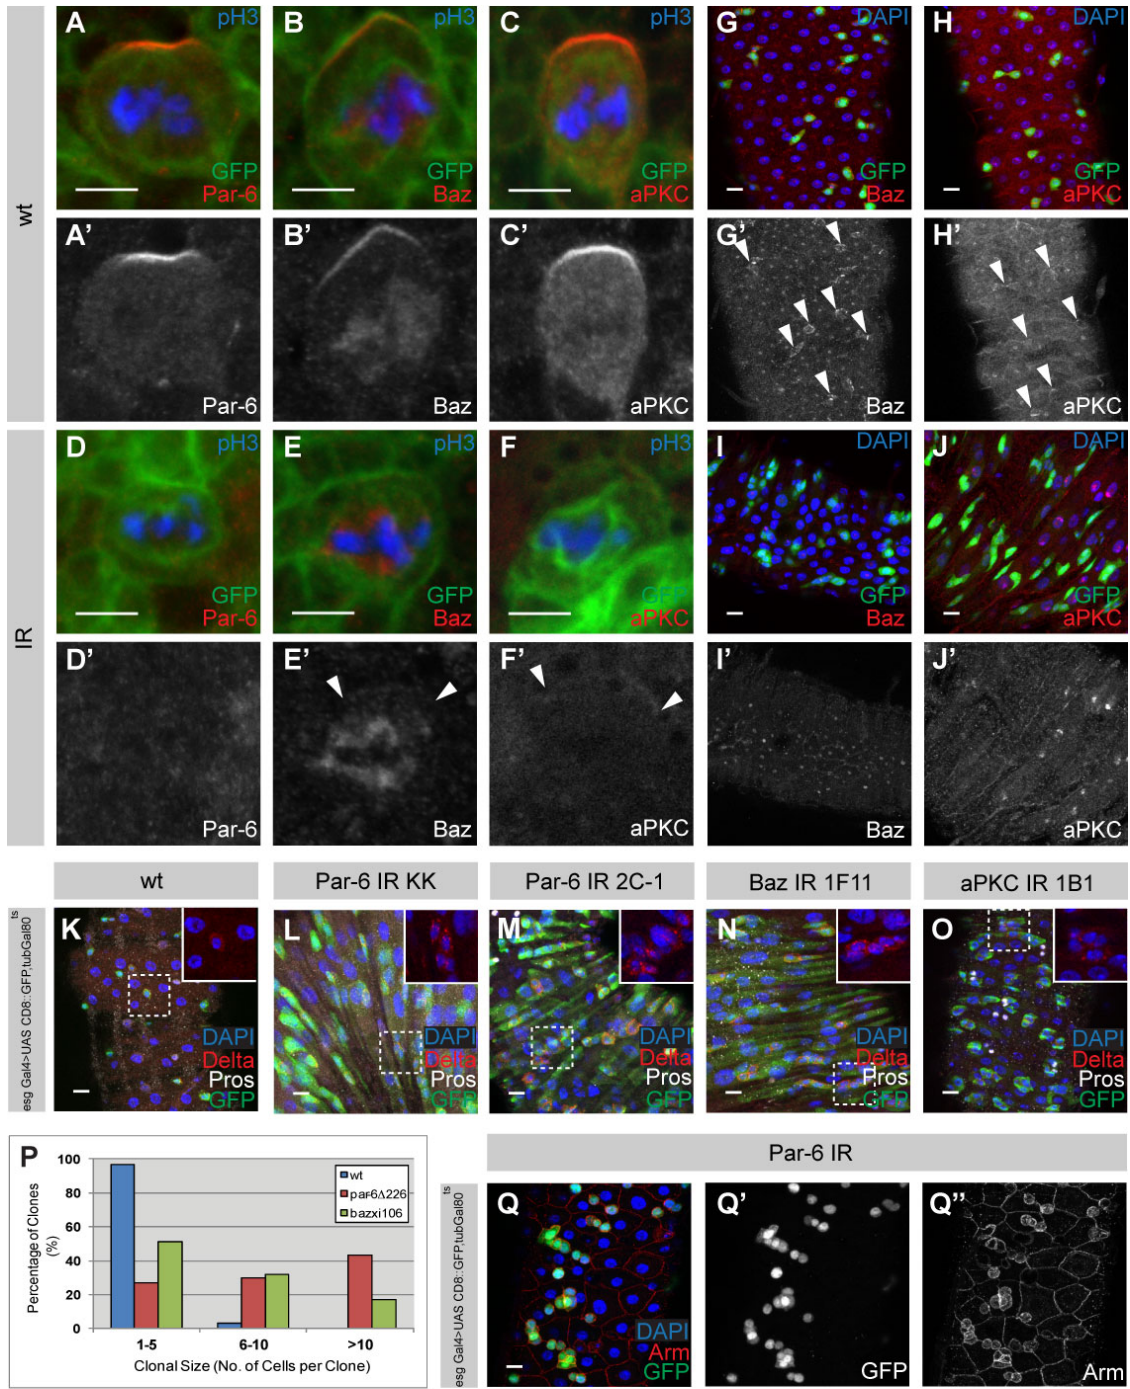 wt
A
pH3
GFP
Par-6
B
pH3
GFP
Baz
C
pH3
GFP
aPKC
G
DAPI
GFP
Baz
H
DAPI
GFP
aPKC
A'
Par-6
B'
Baz
C'
aPKC
G'
Baz
H'
aPKC
IR
D
pH3
GFP
Par-6
E
pH3
GFP
Baz
F
pH3
GFP
aPKC
I
DAPI
GFP
Baz
J
DAPI
GFP
aPKC
D'
Par-6
E'
Baz
F'
aPKC
I'
Baz
J'
aPKC
wt
Par-6 IR KK
Par-6 IR 2C-1
Baz IR 1F11
aPKC IR 1B1
esg Gal4>UAS CD8::GFP;tubGal80ts
K
DAPI
Delta
Pros
GFP
L
DAPI
Delta
Pros
GFP
M
DAPI
Delta
Pros
GFP
N
DAPI
Delta
Pros
GFP
O
DAPI
Delta
Pros
GFP
P
Percentage of Clones
(%)
100
80
60
40
20
0
wt
par-6Δ226
bazxi106
1-5
6-10
>10
Clonal Size (No. of Cells per Clone)
Par-6 IR
esg Gal4>UAS CD8::GFP;tubGal80ts
Q
DAPI
Arm
GFP
Q'
GFP
Q''
Arm